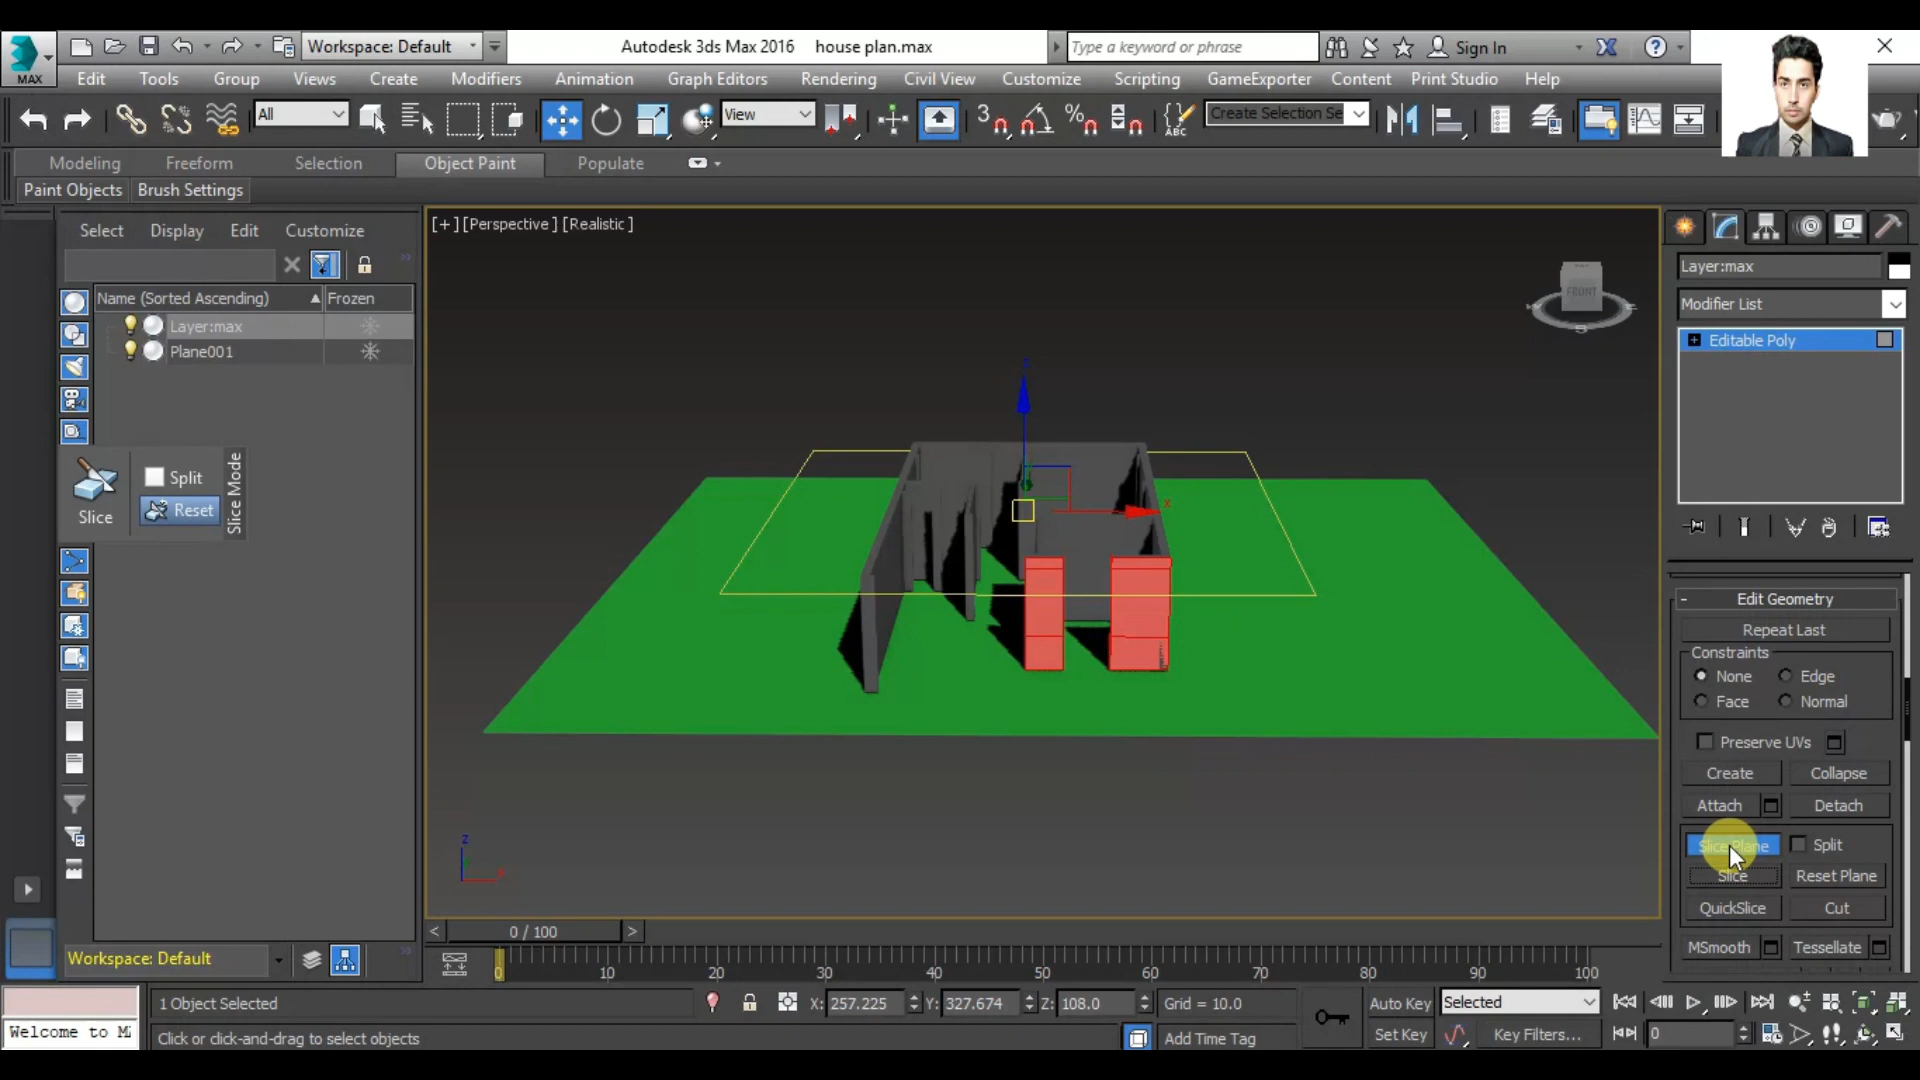 Workspace: Default
Autodesk 3ds Max 2016 house plan.max
Type a keyword or phrase
Sign In
MAX
Edit Tools Group Views Create Modifiers Animation Graph Editors Rendering Civil View Customize Scripting GameExporter Content Print Studio Help
All
View
3
ABC
Create Selection Se
Modeling Freeform Selection Object Paint Populate
Paint Objects Brush Settings
Select Display Edit Customize
Name (Sorted Ascending) Frozen
Layer:max
Plane001
Slice
Split
Reset
Slice Mode
[+][Perspective][Realistic]
FRONT
S
z
x
z
x
Layer:max
Modifier List
Editable Poly
Edit Geometry
Repeat Last
Constraints
None Edge
Face Normal
Preserve UVs
Create Collapse
Attach Detach
Slice Plane Split
Slice Reset Plane
QuickSlice Cut
MSmooth Tessellate
Workspace: Default
< 0 / 100 >
0 10 20 30 40 50 60 70 80 90 100
Welcome to M
1 Object Selected
X: 257.225 Y: 327.674 Z: 108.0
Grid = 10.0
Auto Key
Selected
Click or click-and-drag to select objects
Add Time Tag
Set Key
Key Filters...
0